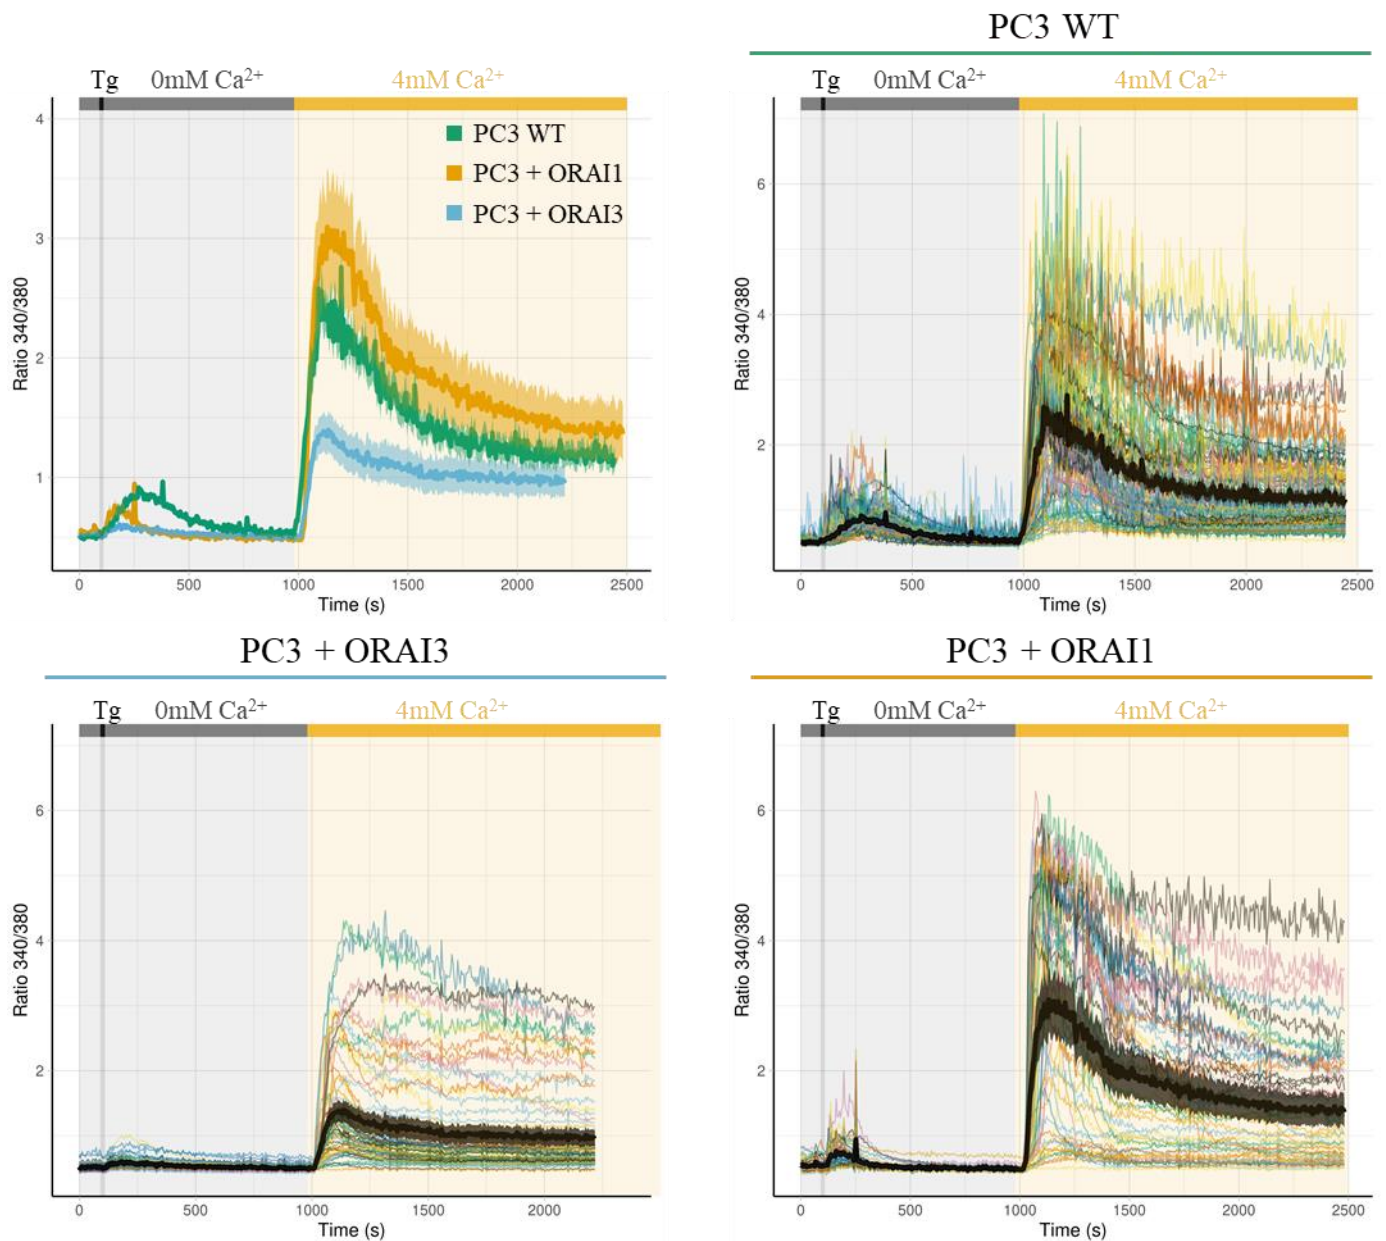 Tg 0mM Ca²⁺ 4mM Ca²⁺
4
3
2
1
Ratio 340/380
PC3 WT
PC3 + ORAI1
PC3 + ORAI3
0 500 1000 1500 2000 2500
Time (s)
PC3 WT
Tg 0mM Ca²⁺ 4mM Ca²⁺
6
4
2
Ratio 340/380
0 500 1000 1500 2000 2500
Time (s)
PC3 + ORAI3
Tg 0mM Ca²⁺ 4mM Ca²⁺
6
4
2
Ratio 340/380
0 500 1000 1500 2000
Time (s)
PC3 + ORAI1
Tg 0mM Ca²⁺ 4mM Ca²⁺
6
4
2
Ratio 340/380
0 500 1000 1500 2000 2500
Time (s)